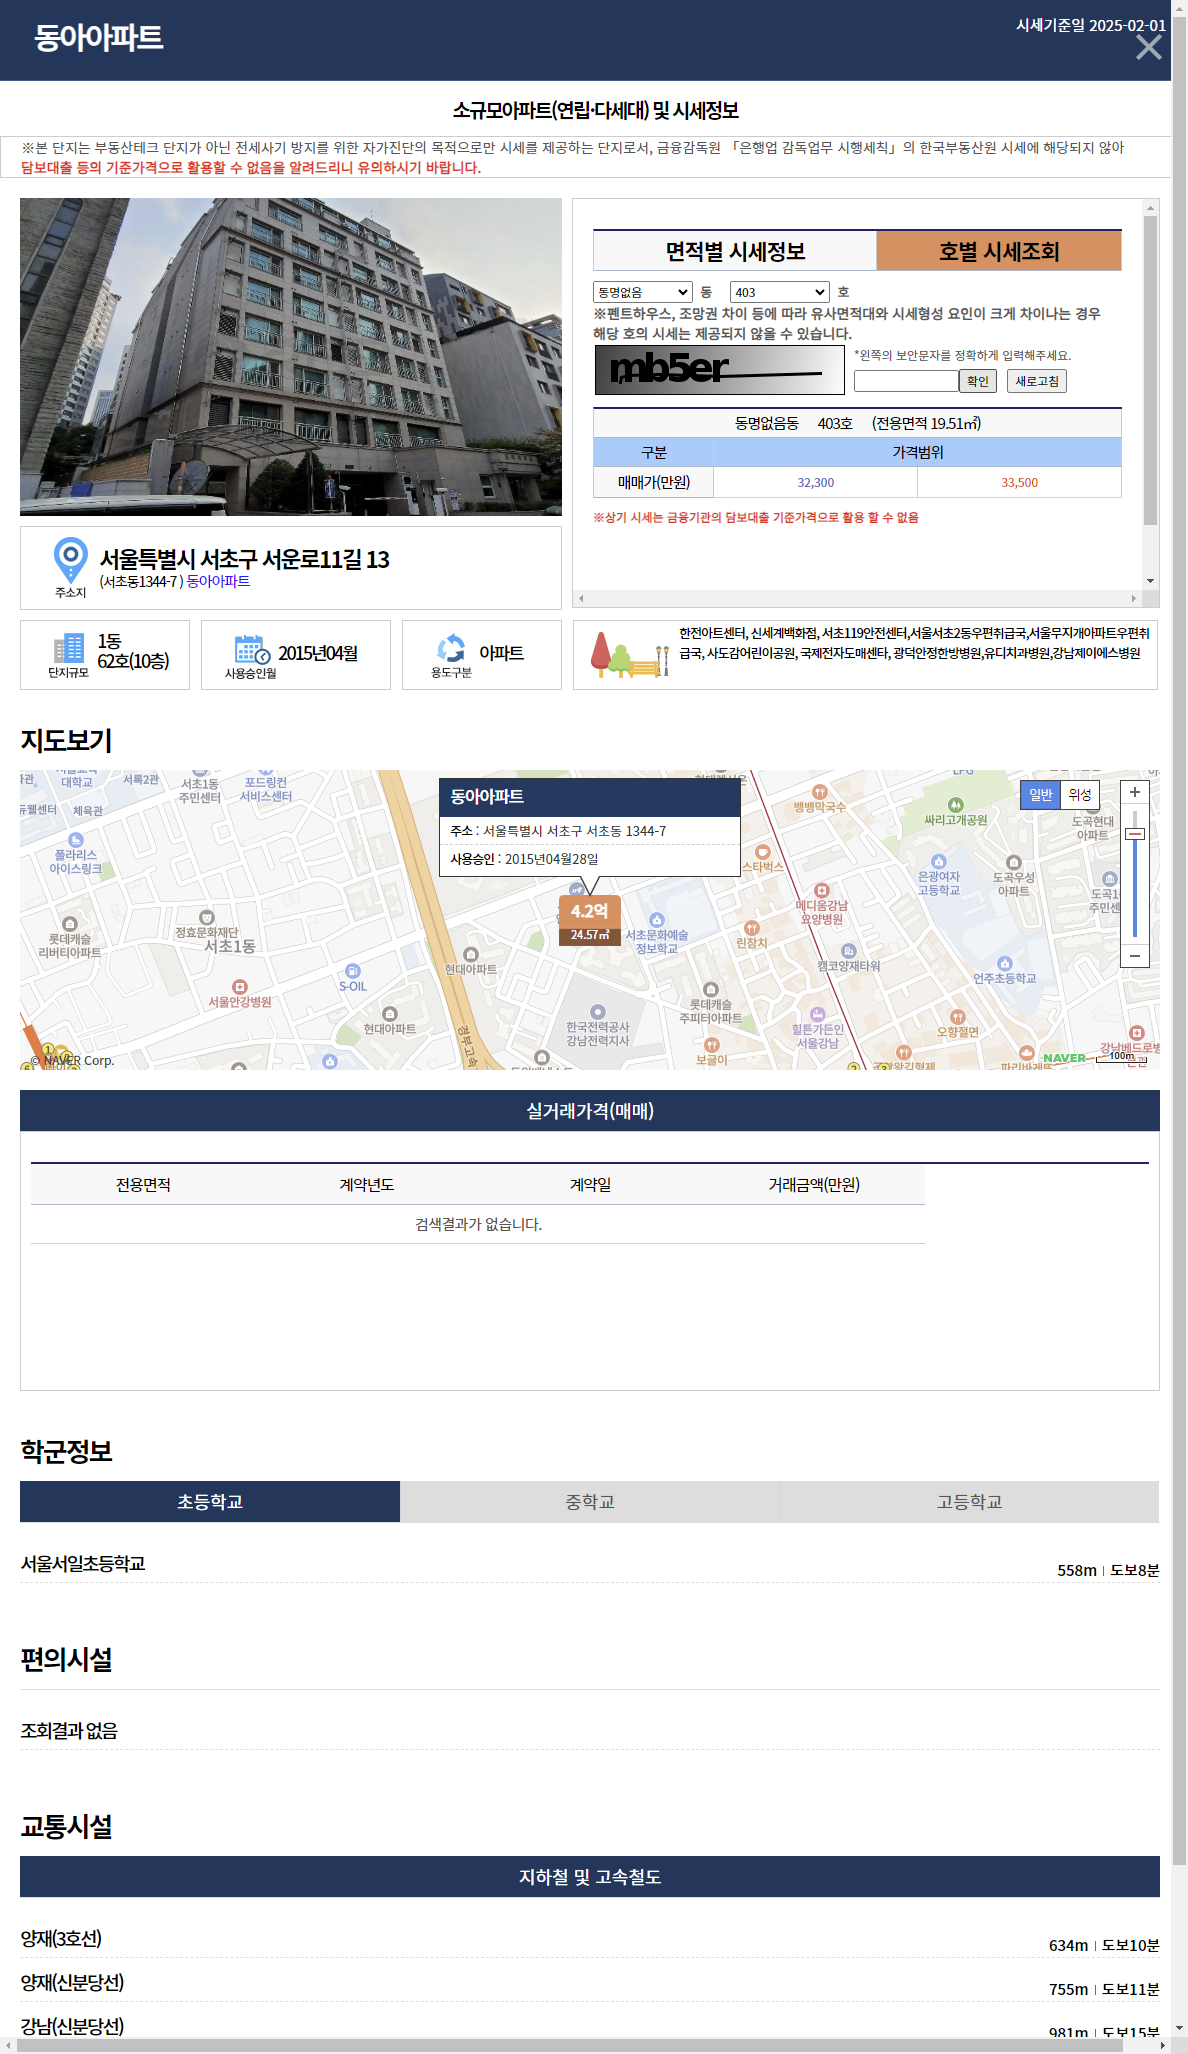 동아아파트
시세기준일 2025-02-01
소규모아파트(연립·다세대) 및 시세정보
※본 단지는 부동산테크 단지가 아닌 전세사기 방지를 위한 자가진단의 목적으로만 시세를 제공하는 단지로서, 금융감독원 「은행업 감독업무 시행세칙」의 한국부동산원 시세에 해당되지 않아
담보대출 등의 기준가격으로 활용할 수 없음을 알려드리니 유의하시기 바랍니다.
면적별 시세정보 호별 시세조회
동명없음 동 403 호
※펜트하우스, 조망권 차이 등에 따라 유사면적대와 시세형성 요인이 크게 차이나는 경우
해당 호의 시세는 제공되지 않을 수 있습니다.
*왼쪽의 보안문자를 정확하게 입력해주세요.
mb5er
확인 새로고침
동명없음동 403호 (전용면적 19.51㎡)
구분 가격범위
매매가(만원) 32,300 33,500
※상기 시세는 금융기관의 담보대출 기준가격으로 활용 할 수 없음
주소지
서울특별시 서초구 서운로11길 13
(서초동1344-7 ) 동아아파트
단지규모
1동
62호(10층)
사용승인월
2015년04월
용도구분
아파트
한전아트센터, 신세계백화점, 서초119안전센터,서울서초2동우편취급국,서울무지개아파트우편취
급국, 사도감어린이공원, 국제전자도매센타, 광덕안정한방병원,유디치과병원,강남제이에스병원
지도보기
대학교
서록2관
서초1동
주민센터
포드링컨
서비스센터
체육관
폴라리스
아이스링크
롯데캐슬
리버티아파트
정효문화재단
서초1동
서울안강병원
S-OIL
현대아파트
현대아파트
경부고속
동아아파트
주소 : 서울특별시 서초구 서초동 1344-7
사용승인 : 2015년04월28일
4.2억
24.57㎡
서초문화예술
정보학교
한국전력공사
강남전력지사
롯데캐슬
주피터아파트
보글이
스타벅스
린찹치
뱅뱅막국수
메디움강남
요양병원
캠코양재타워
힐튼가든인
서울강남
싸리고개공원
은광여자
고등학교
도곡우성
아파트
도곡현대
아파트
언주초등학교
오향절면
일반 위성
© NAVER Corp.
NAVER
100m
실거래가격(매매)
전용면적 계약년도 계약일 거래금액(만원)
검색결과가 없습니다.
학군정보
초등학교 중학교 고등학교
서울서일초등학교 558m 도보8분
편의시설
조회결과 없음
교통시설
지하철 및 고속철도
양재(3호선) 634m 도보10분
양재(신분당선) 755m 도보11분
강남(신분당선) 981m 도보15분